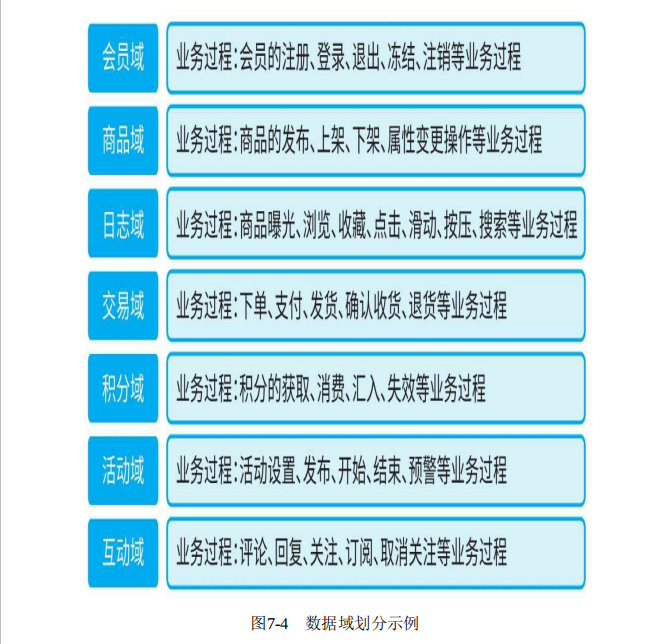 会员域
业务过程:会员的注册、登录、退出、冻结、注销等业务过程
商品域
业务过程:商品的发布、上架、下架、属性变更操作等业务过程
日志域
业务过程:商品曝光、浏览、收藏、点击、滑动、按压、搜索等业务过程
交易域
业务过程:下单、支付、发货、确认收货、退货等业务过程
积分域
业务过程:积分的获取、消费、汇入、失效等业务过程
活动域
业务过程:活动设置、发布、开始、结束、预警等业务过程
互动域
业务过程:评论、回复、关注、订阅、取消关注等业务过程
图7-4 数据域划分示例